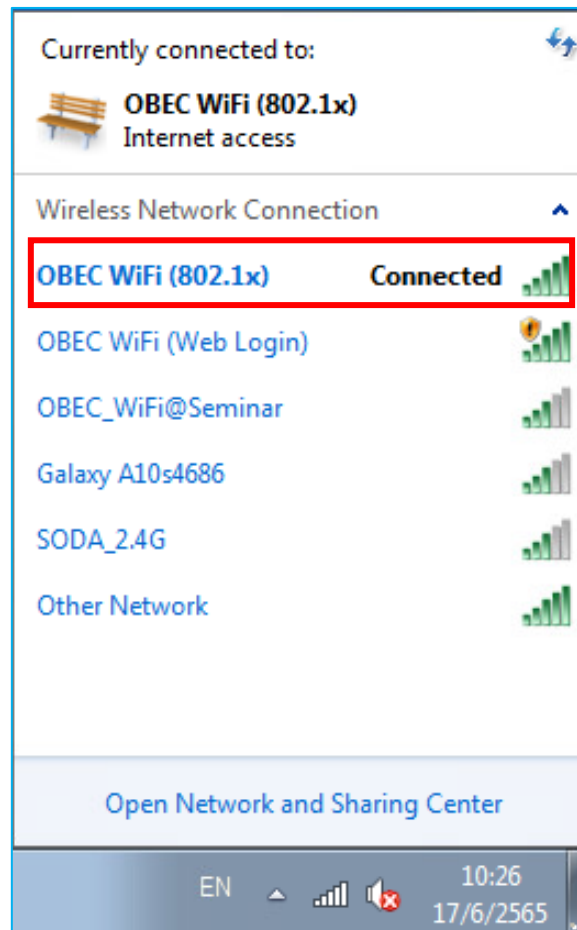 Currently connected to:
OBEC WiFi (802.1x)
Internet access
Wireless Network Connection
OBEC WiFi (802.1x) Connected
OBEC WiFi (Web Login)
OBEC_WiFi@Seminar
Galaxy A10s4686
SODA_2.4G
Other Network
Open Network and Sharing Center
EN
10:26
17/6/2565